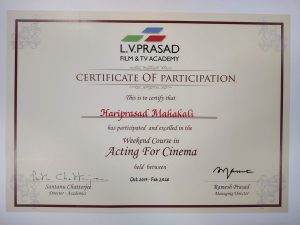 L.V.PRASAD
FILM & TV ACADEMY
CERTIFICATE OF PARTICIPATION
This is to certify that
Hariprasad Mahakali
has participated and excelled in the
Weekend Course in
Acting For Cinema
held between
Oct 2019 - Feb 2020
Santanu Chatterjee
Director - Academics
Ramesh Prasad
Managing Director